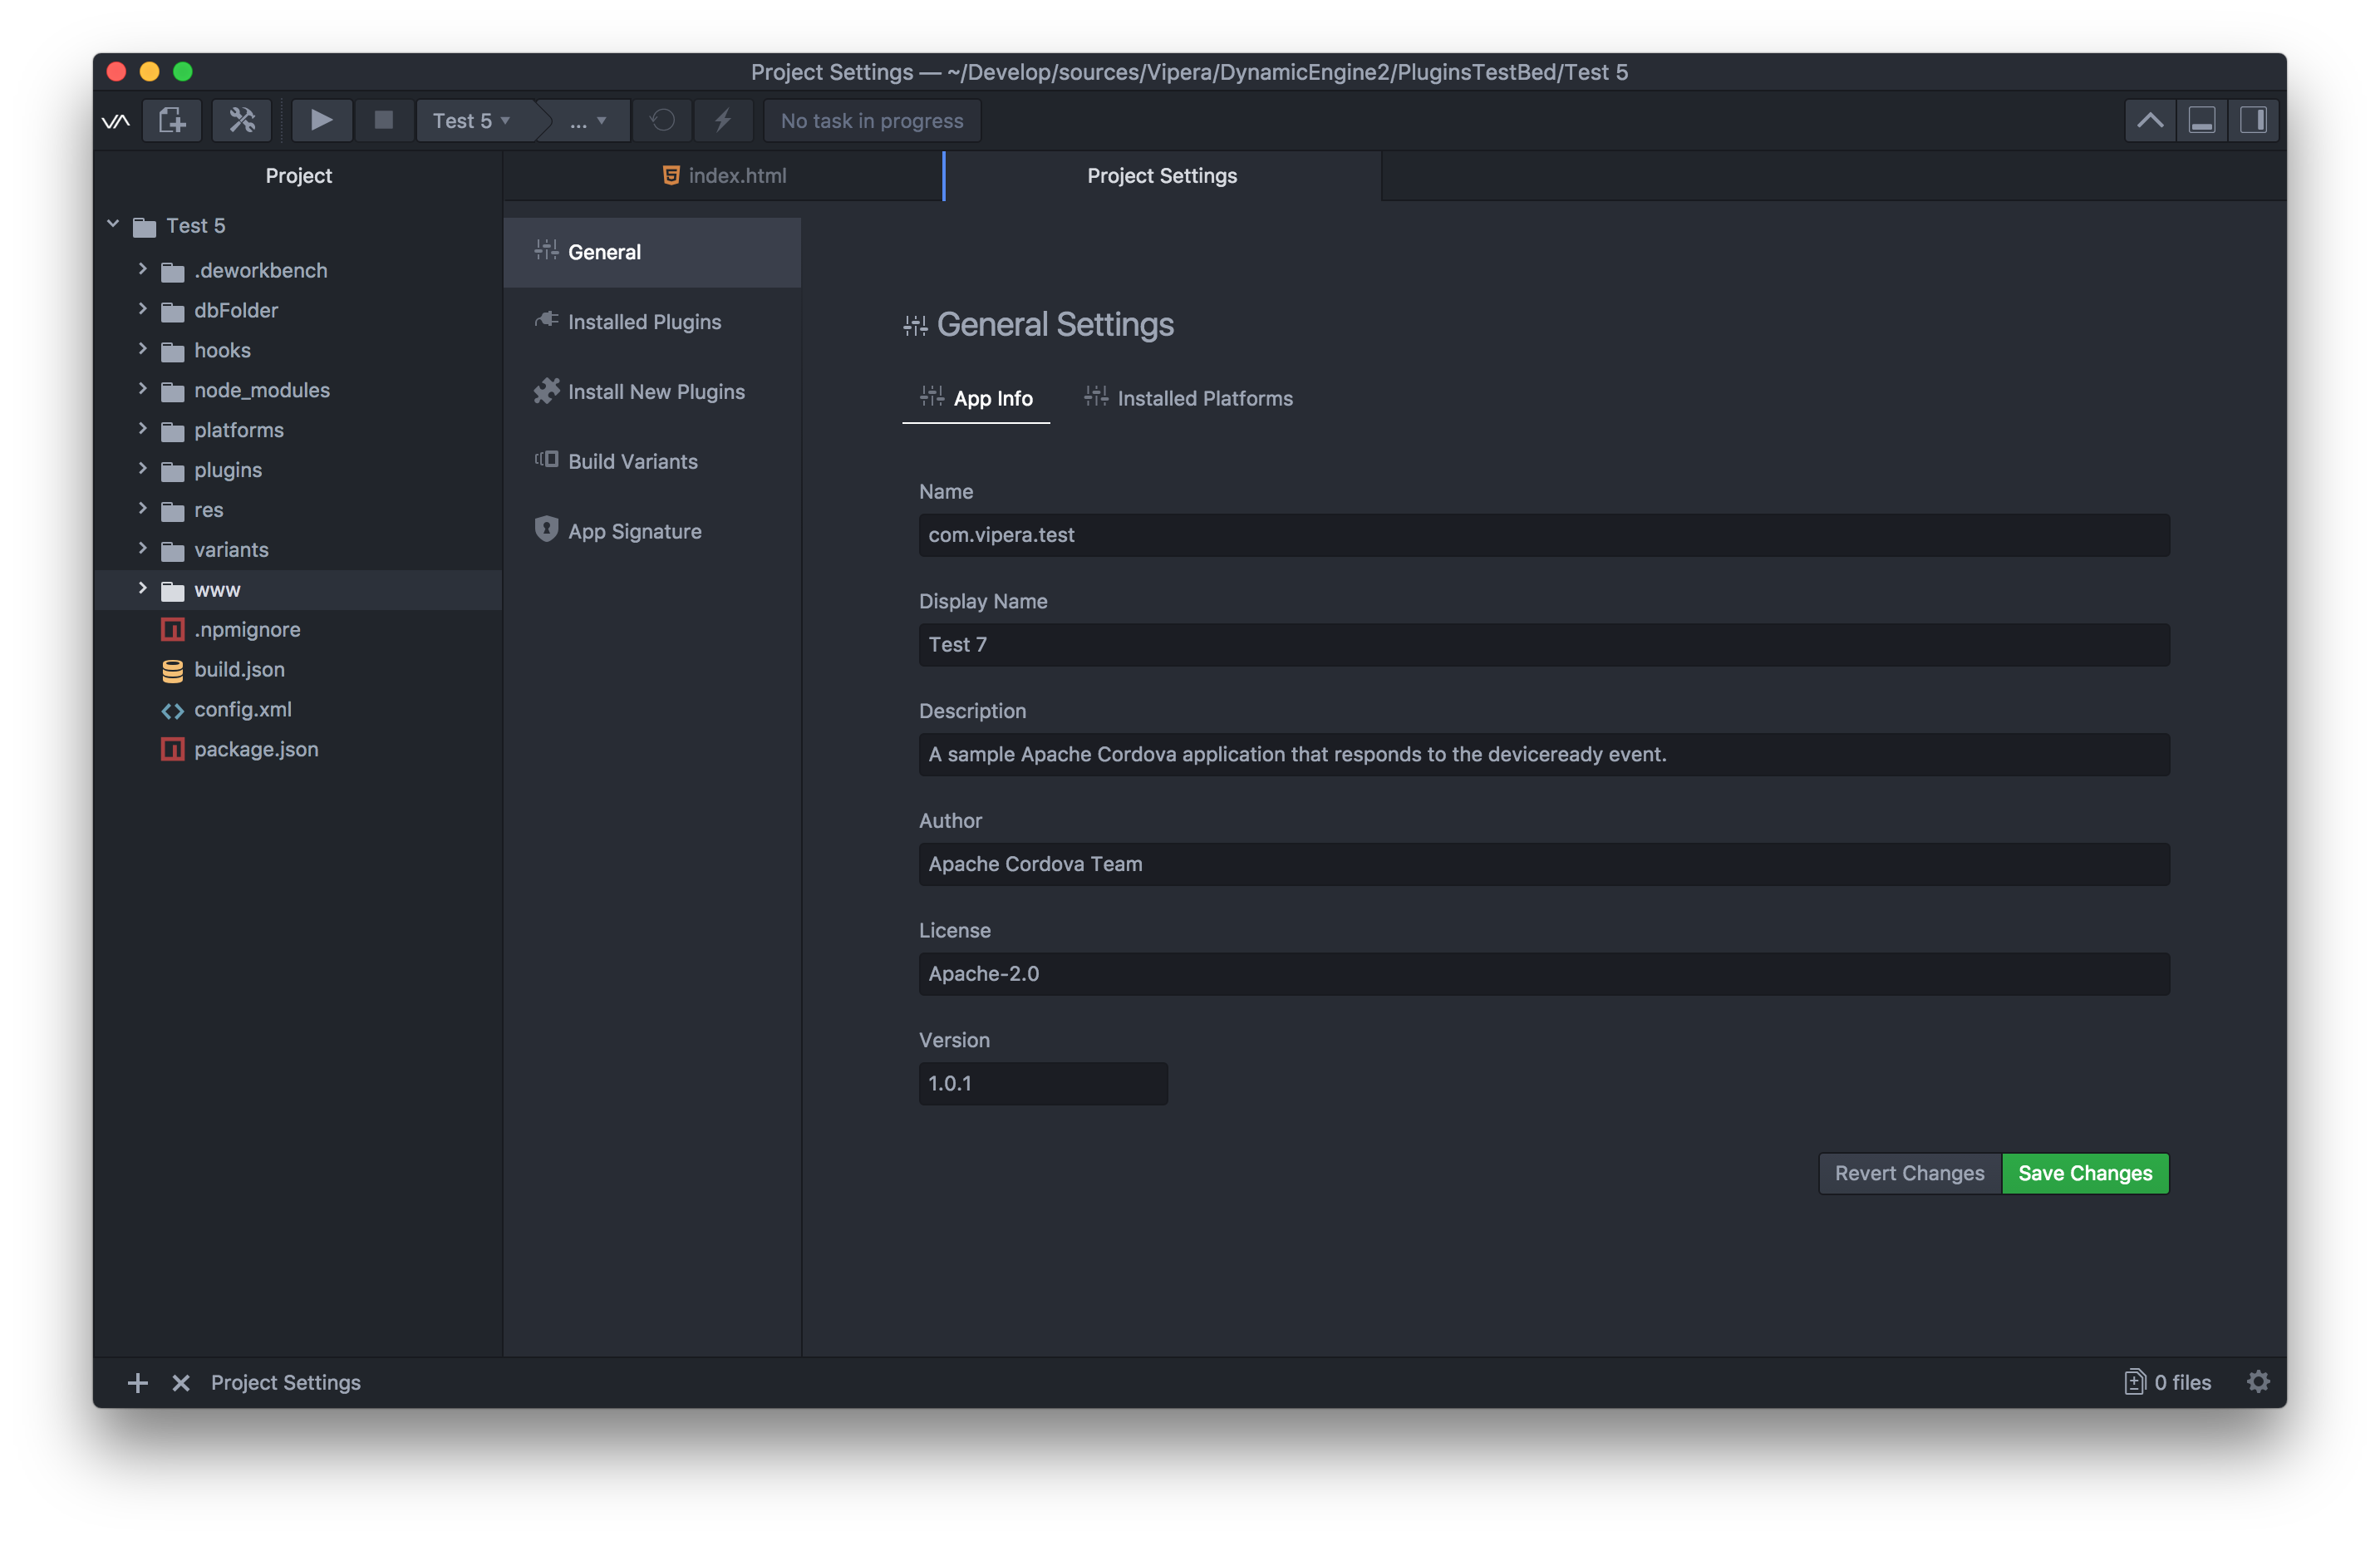 Project Settings — ~/Develop/sources/Vipera/DynamicEngine2/PluginsTestBed/Test 5
Test 5
...
No task in progress
Project
index.html
Project Settings
Test 5
.deworkbench
dbFolder
hooks
node_modules
platforms
plugins
res
variants
www
.npmignore
build.json
config.xml
package.json
General
Installed Plugins
Install New Plugins
Build Variants
App Signature
General Settings
App Info
Installed Platforms
Name
com.vipera.test
Display Name
Test 7
Description
A sample Apache Cordova application that responds to the deviceready event.
Author
Apache Cordova Team
License
Apache-2.0
Version
1.0.1
Revert Changes
Save Changes
Project Settings
0 files